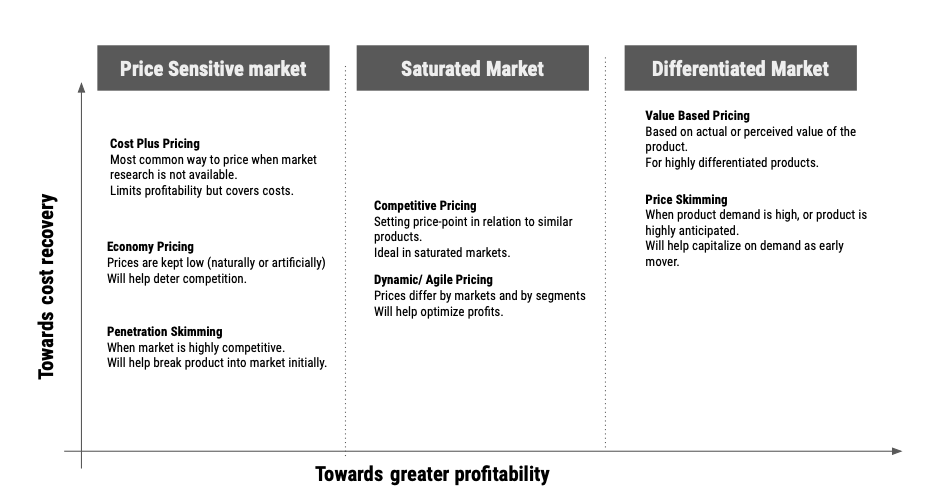 Price Sensitive market
Saturated Market
Differentiated Market
Cost Plus Pricing
Most common way to price when market
research is not available.
Limits profitability but covers costs.
Economy Pricing
Prices are kept low (naturally or artificially)
Will help deter competition.
Penetration Skimming
When market is highly competitive.
Will help break product into market initially.
Competitive Pricing
Setting price-point in relation to similar
products.
Ideal in saturated markets.
Dynamic/ Agile Pricing
Prices differ by markets and by segments
Will help optimize profits.
Value Based Pricing
Based on actual or perceived value of the
product.
For highly differentiated products.
Price Skimming
When product demand is high, or product is
highly anticipated.
Will help capitalize on demand as early
mover.
Towards cost recovery
Towards greater profitability